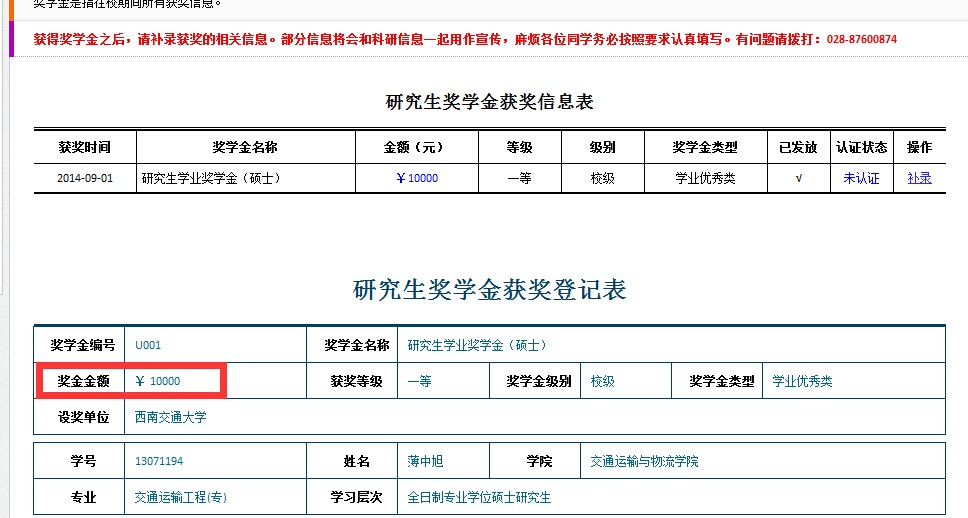 奖学金是指在校期间所有获奖信息。
获得奖学金之后，请补录获奖的相关信息。部分信息将会和科研信息一起用作宣传，麻烦各位同学务必按照要求认真填写。有问题请拨打：028-87600874
研究生奖学金获奖信息表
获奖时间 奖学金名称 金额（元） 等级 级别 奖学金类型 已发放 认证状态 操作
2014-09-01 研究生学业奖学金（硕士） ￥10000 一等 校级 学业优秀类 √ 未认证 补录
研究生奖学金获奖登记表
奖学金编号 U001 奖学金名称 研究生学业奖学金（硕士）
奖金金额 ￥ 10000 获奖等级 一等 奖学金级别 校级 奖学金类型 学业优秀类
设奖单位 西南交通大学
学号 13071194 姓名 薄中旭 学院 交通运输与物流学院
专业 交通运输工程(专) 学习层次 全日制专业学位硕士研究生